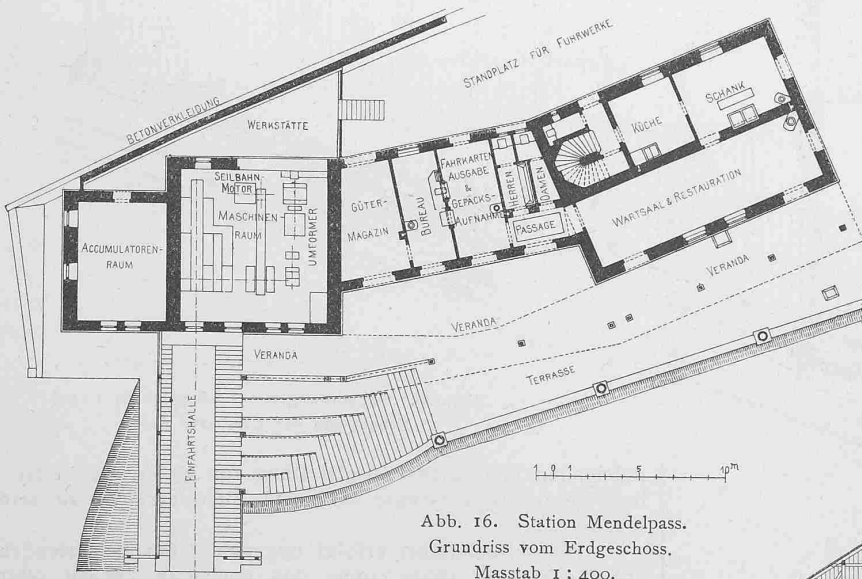 STANDPLATZ FÜR FUHRWERKE
BETONVERKLEIDUNG
WERKSTÄTTE
SCHANK
KÜCHE
SEILBAHN
MOTOR
MASCHINEN
RAUM
UMFORMER
ACCUMULATOREN-
RAUM
GÜTER-
MAGAZIN
BUREAU
FAHRKARTEN
AUSGABE
&
GEPÄCKS-
AUFNAHME
HERREN
DAMEN
PASSAGE
WARTSAAL & RESTAURATION
VERANDA
VERANDA
VERANDA
TERRASSE
EINFAHRTSHALLE
1 0 1 5 10m
Abb. 16. Station Mendelpass.
Grundriss vom Erdgeschoss.
Masstab 1 : 400.